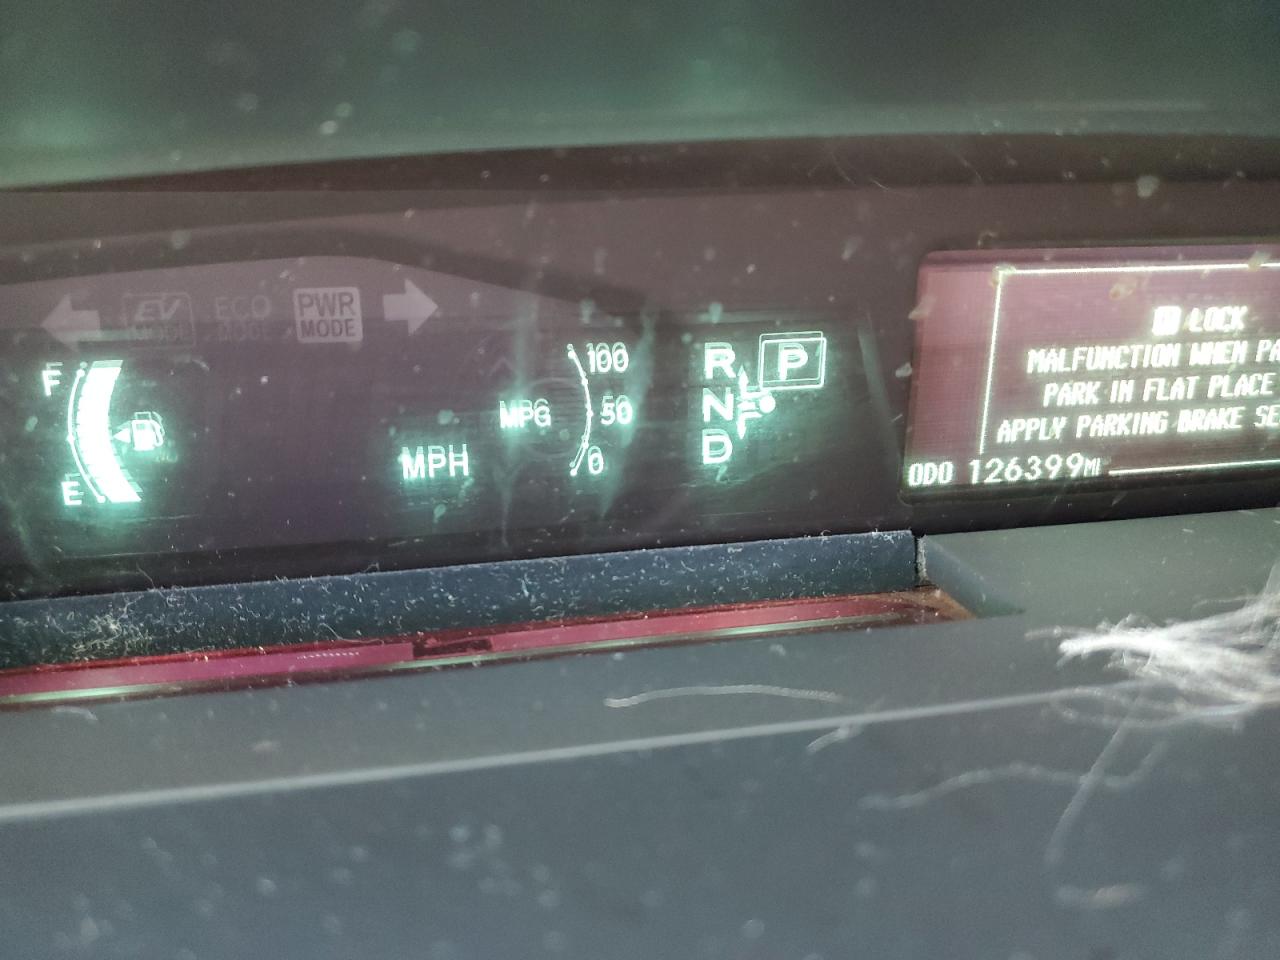 EV MODE
ECO MODE
PWR MODE
F
E
MPH
MPG
100
50
0
R
N
D
P
P LOCK
MALFUNCTION WHEN PA
PARK IN FLAT PLACE
APPLY PARKING BRAKE SE
ODO 126399MI